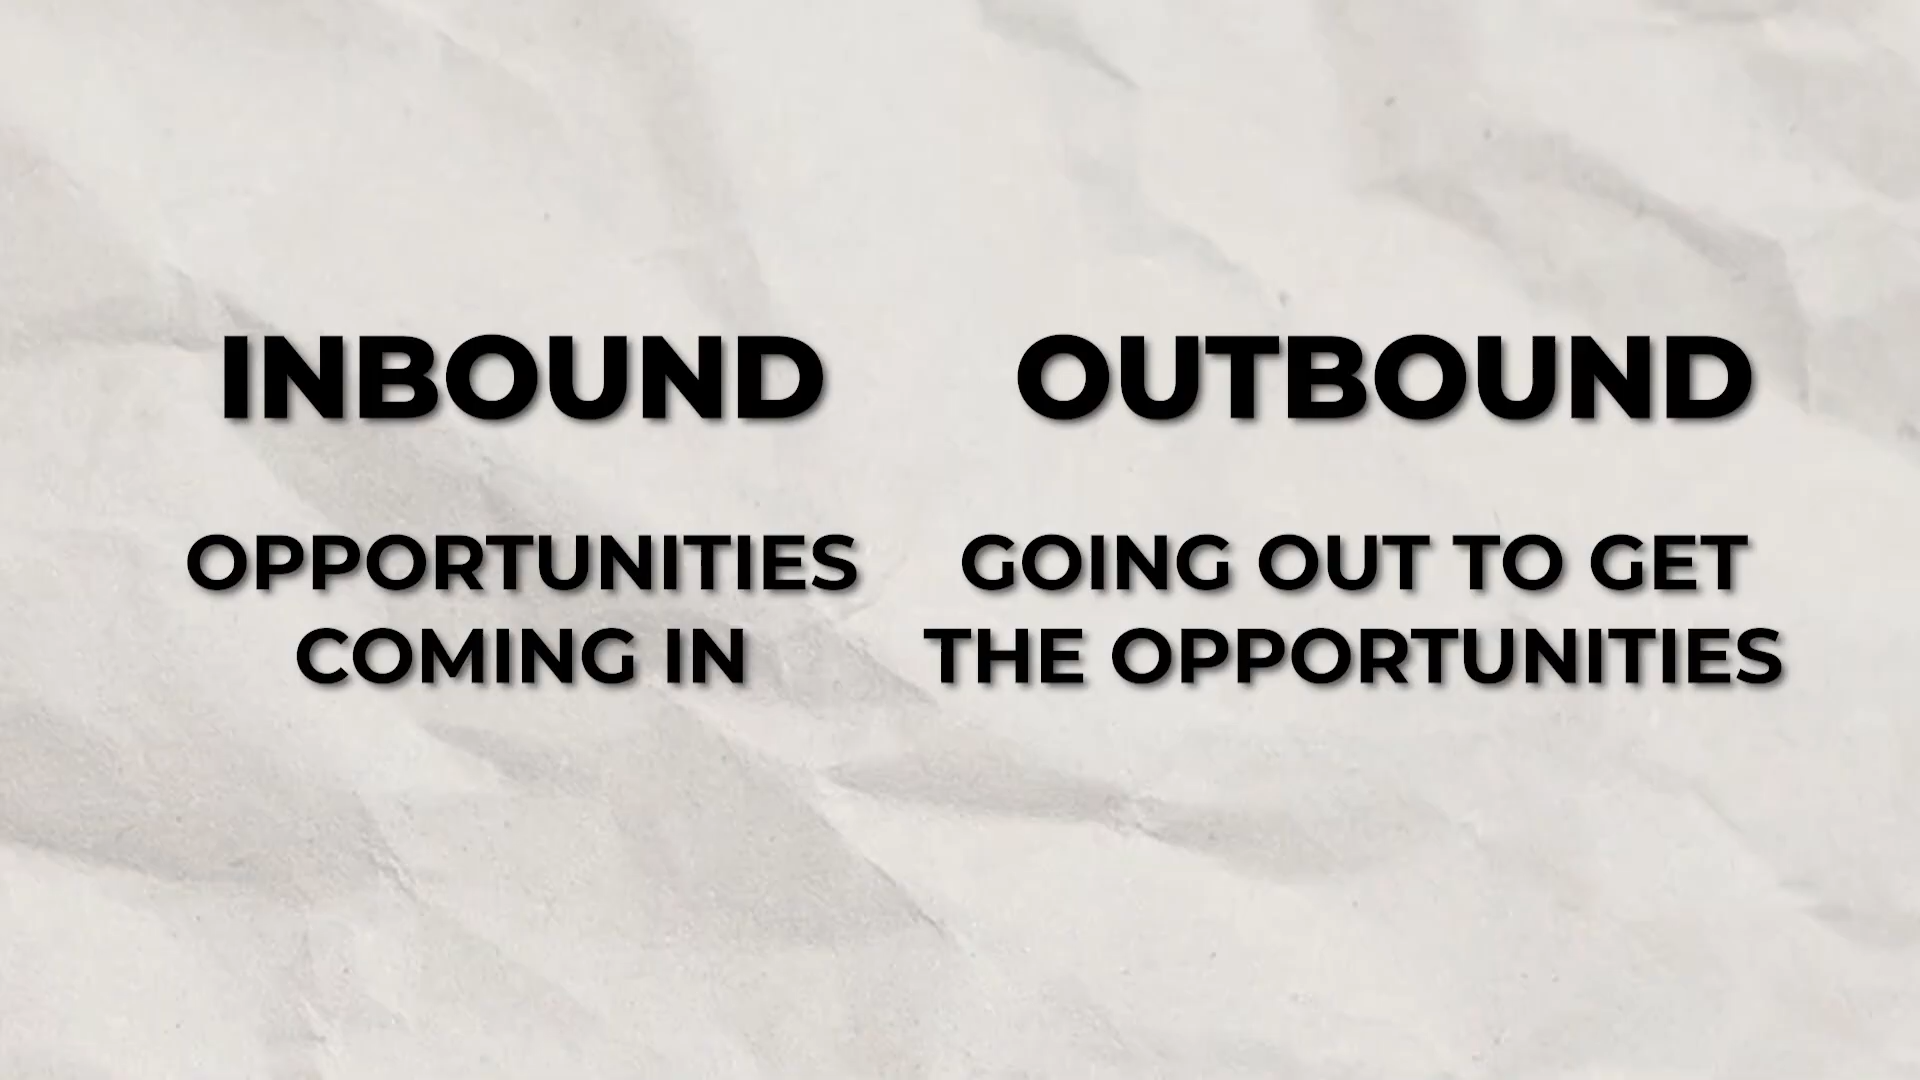 INBOUND
OPPORTUNITIES
COMING IN
OUTBOUND
GOING OUT TO GET
THE OPPORTUNITIES